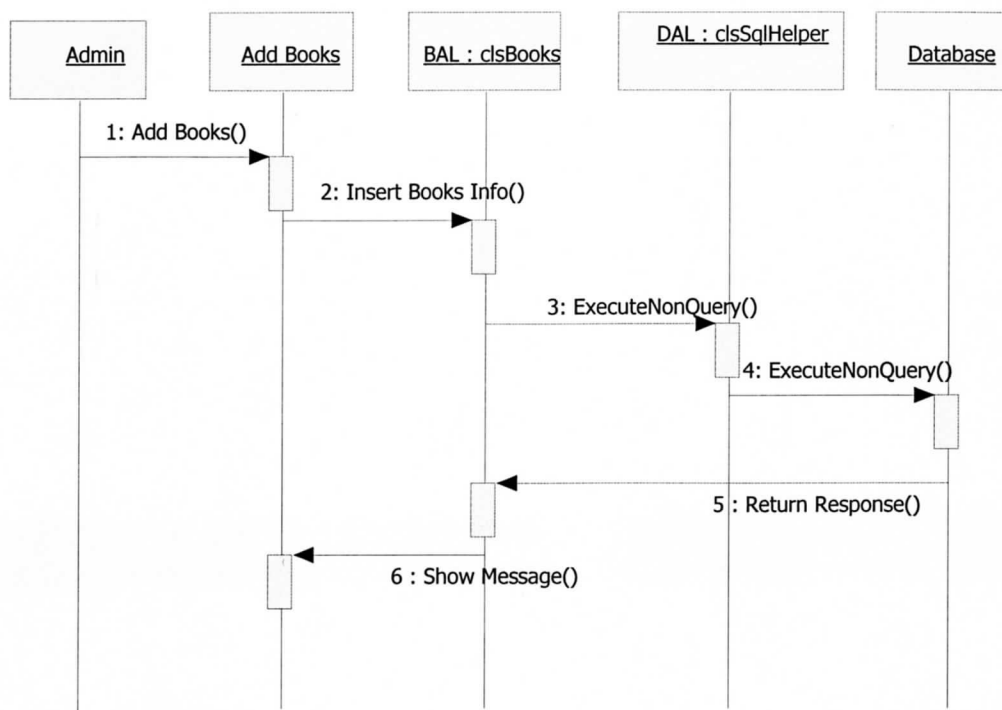 Admin
Add Books
BAL : clsBooks
DAL : clsSqlHelper
Database
1: Add Books()
2: Insert Books Info()
3: ExecuteNonQuery()
4: ExecuteNonQuery()
5 : Return Response()
6 : Show Message()